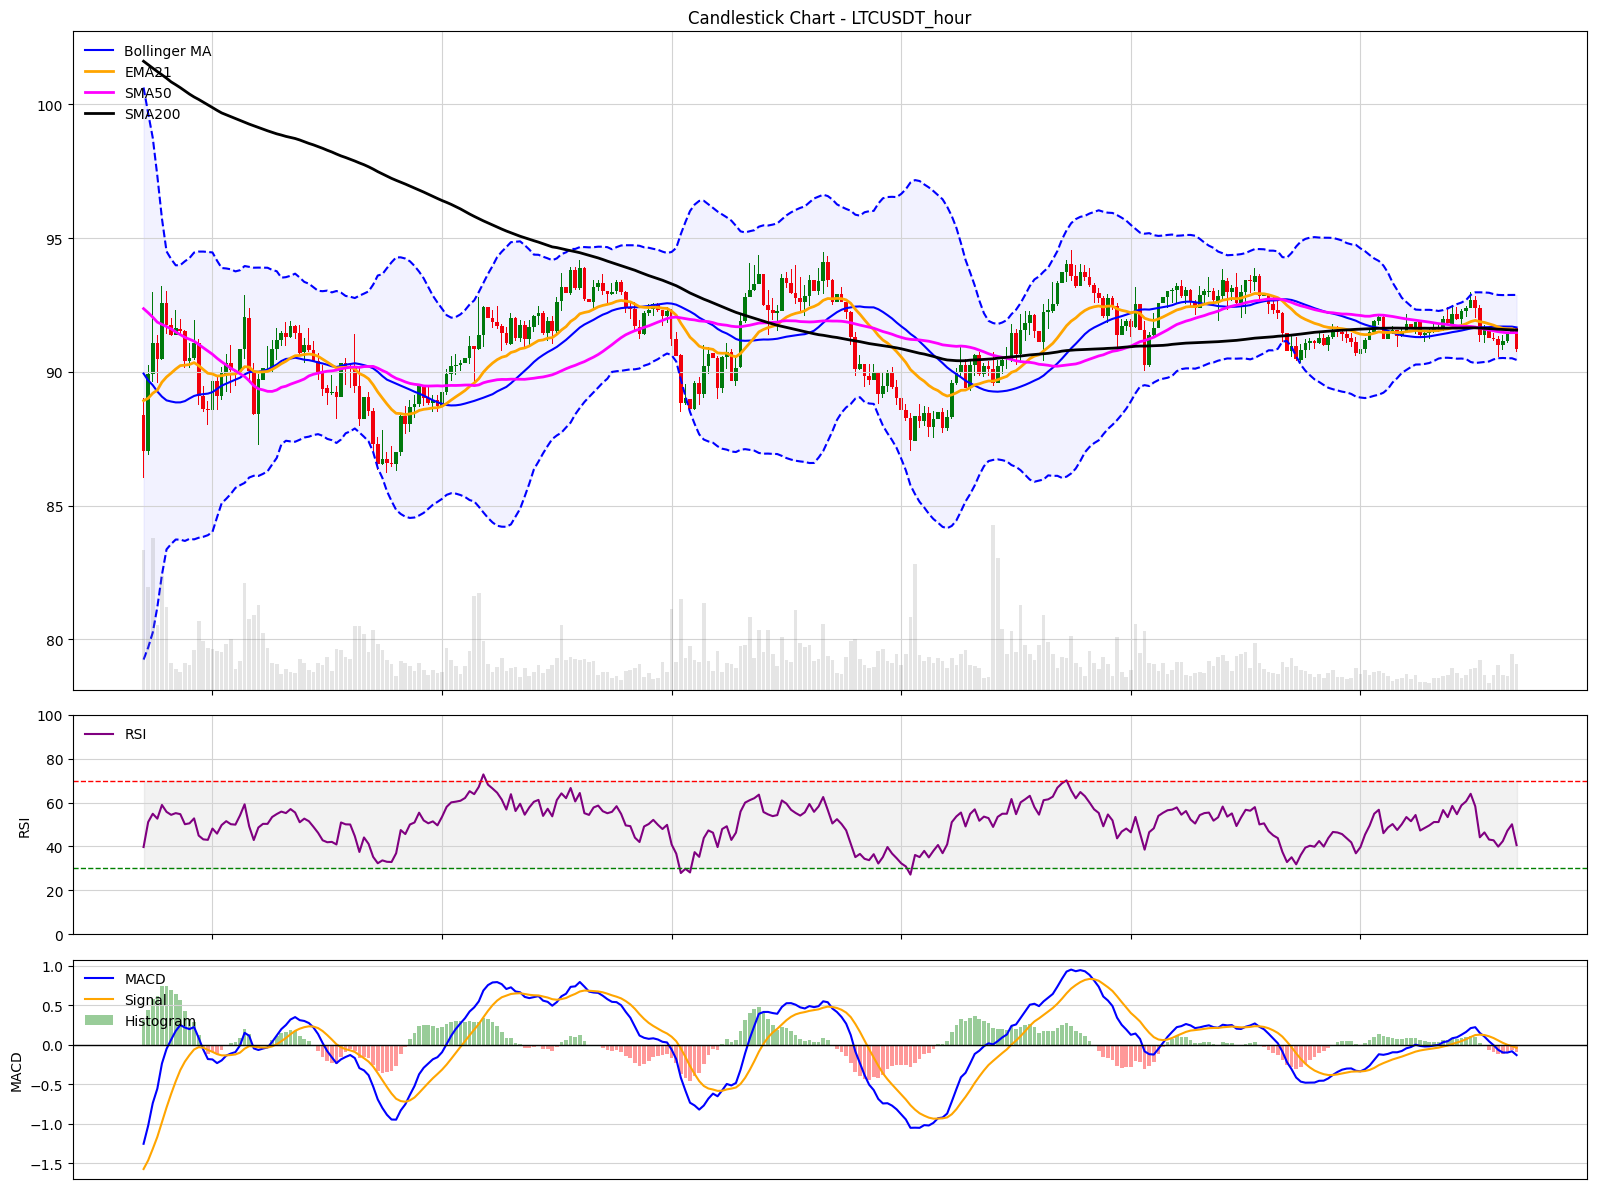 Candlestick Chart - LTCUSDT_hour
Bollinger MA
EMA21
SMA50
SMA200
100
95
90
85
80
RSI
100
80
60
40
20
0
RSI
MACD
Signal
Histogram
1.0
0.5
0.0
−0.5
−1.0
−1.5
MACD